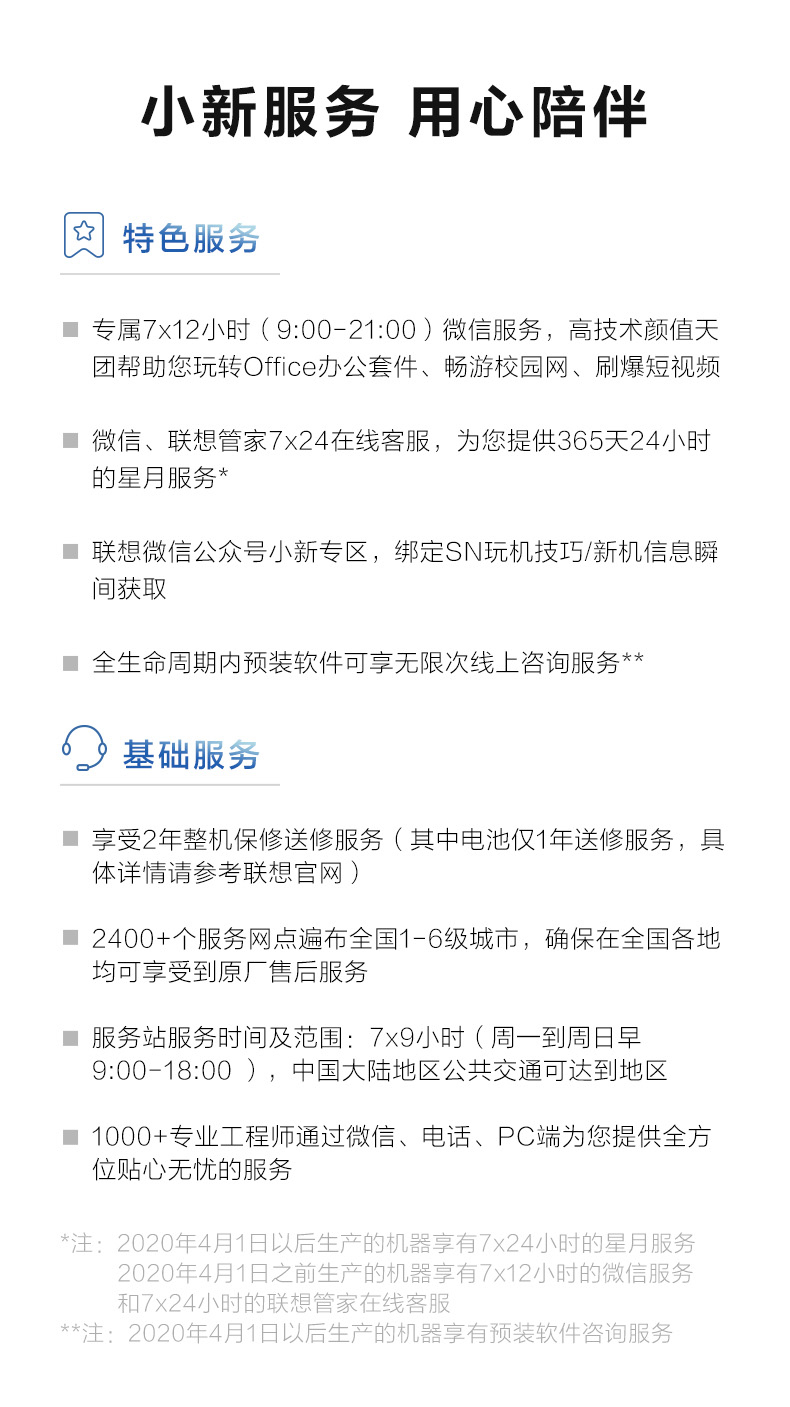 小新服务 用心陪伴
特色服务
专属7x12小时（9:00-21:00）微信服务，高技术颜值天
团帮助您玩转Office办公套件、畅游校园网、刷爆短视频
微信、联想管家7x24在线客服，为您提供365天24小时
的星月服务*
联想微信公众号小新专区，绑定SN玩机技巧/新机信息瞬
间获取
全生命周期内预装软件可享无限次线上咨询服务**
基础服务
享受2年整机保修送修服务（其中电池仅1年送修服务，具
体详情请参考联想官网）
2400+个服务网点遍布全国1-6级城市，确保在全国各地
均可享受到原厂售后服务
服务站服务时间及范围：7x9小时（周一到周日早
9:00-18:00 ），中国大陆地区公共交通可达到地区
1000+专业工程师通过微信、电话、PC端为您提供全方
位贴心无忧的服务
*注：2020年4月1日以后生产的机器享有7x24小时的星月服务
2020年4月1日之前生产的机器享有7x12小时的微信服务
和7x24小时的联想管家在线客服
**注：2020年4月1日以后生产的机器享有预装软件咨询服务